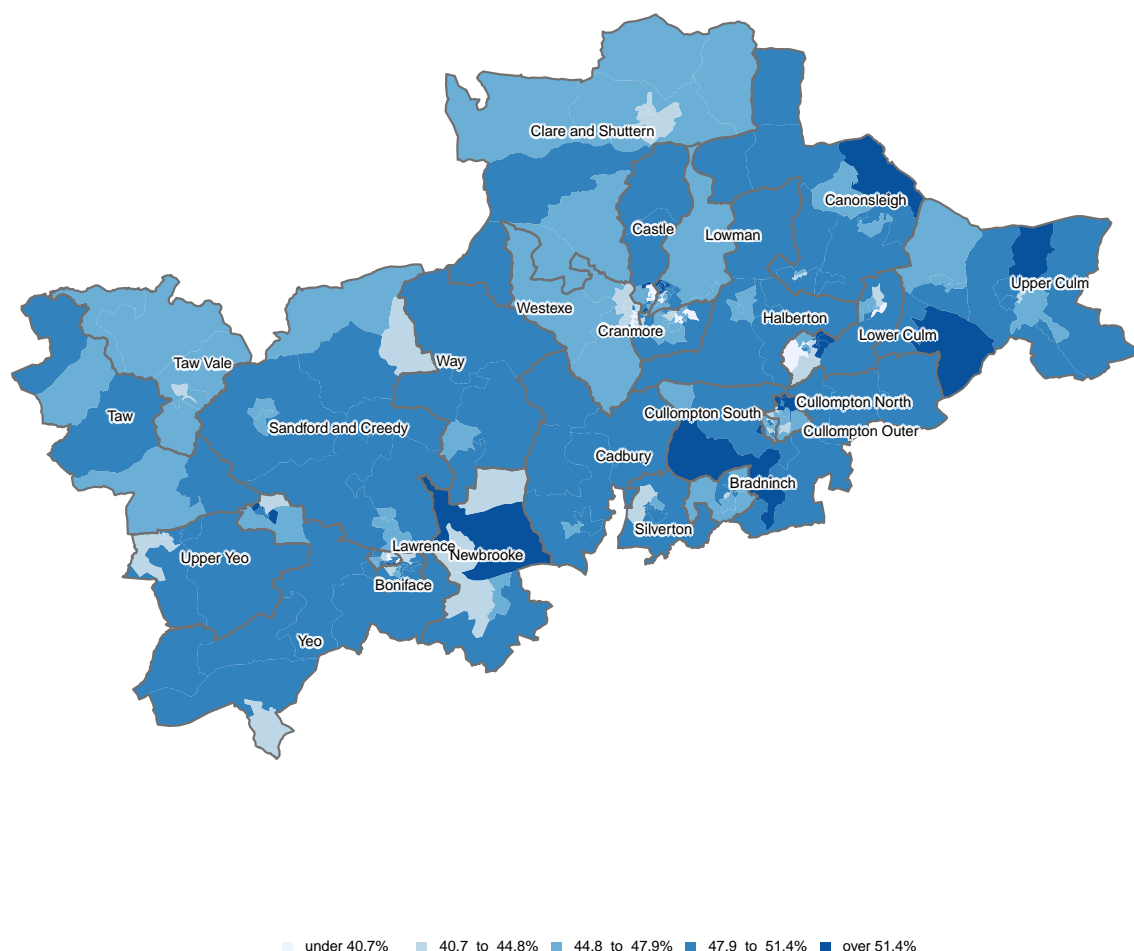 Clare and Shuttern
Canonsleigh
Castle
Lowman
Upper Culm
Westexe
Halberton
Cranmore
Lower Culm
Way
Taw Vale
Cullompton North
Taw
Cullompton South
Sandford and Creedy
Cullompton Outer
Cadbury
Bradninch
Silverton
Lawrence
Newbrooke
Upper Yeo
Boniface
Yeo
under 40.7% 40.7 to 44.8% 44.8 to 47.9% 47.9 to 51.4% over 51.4%